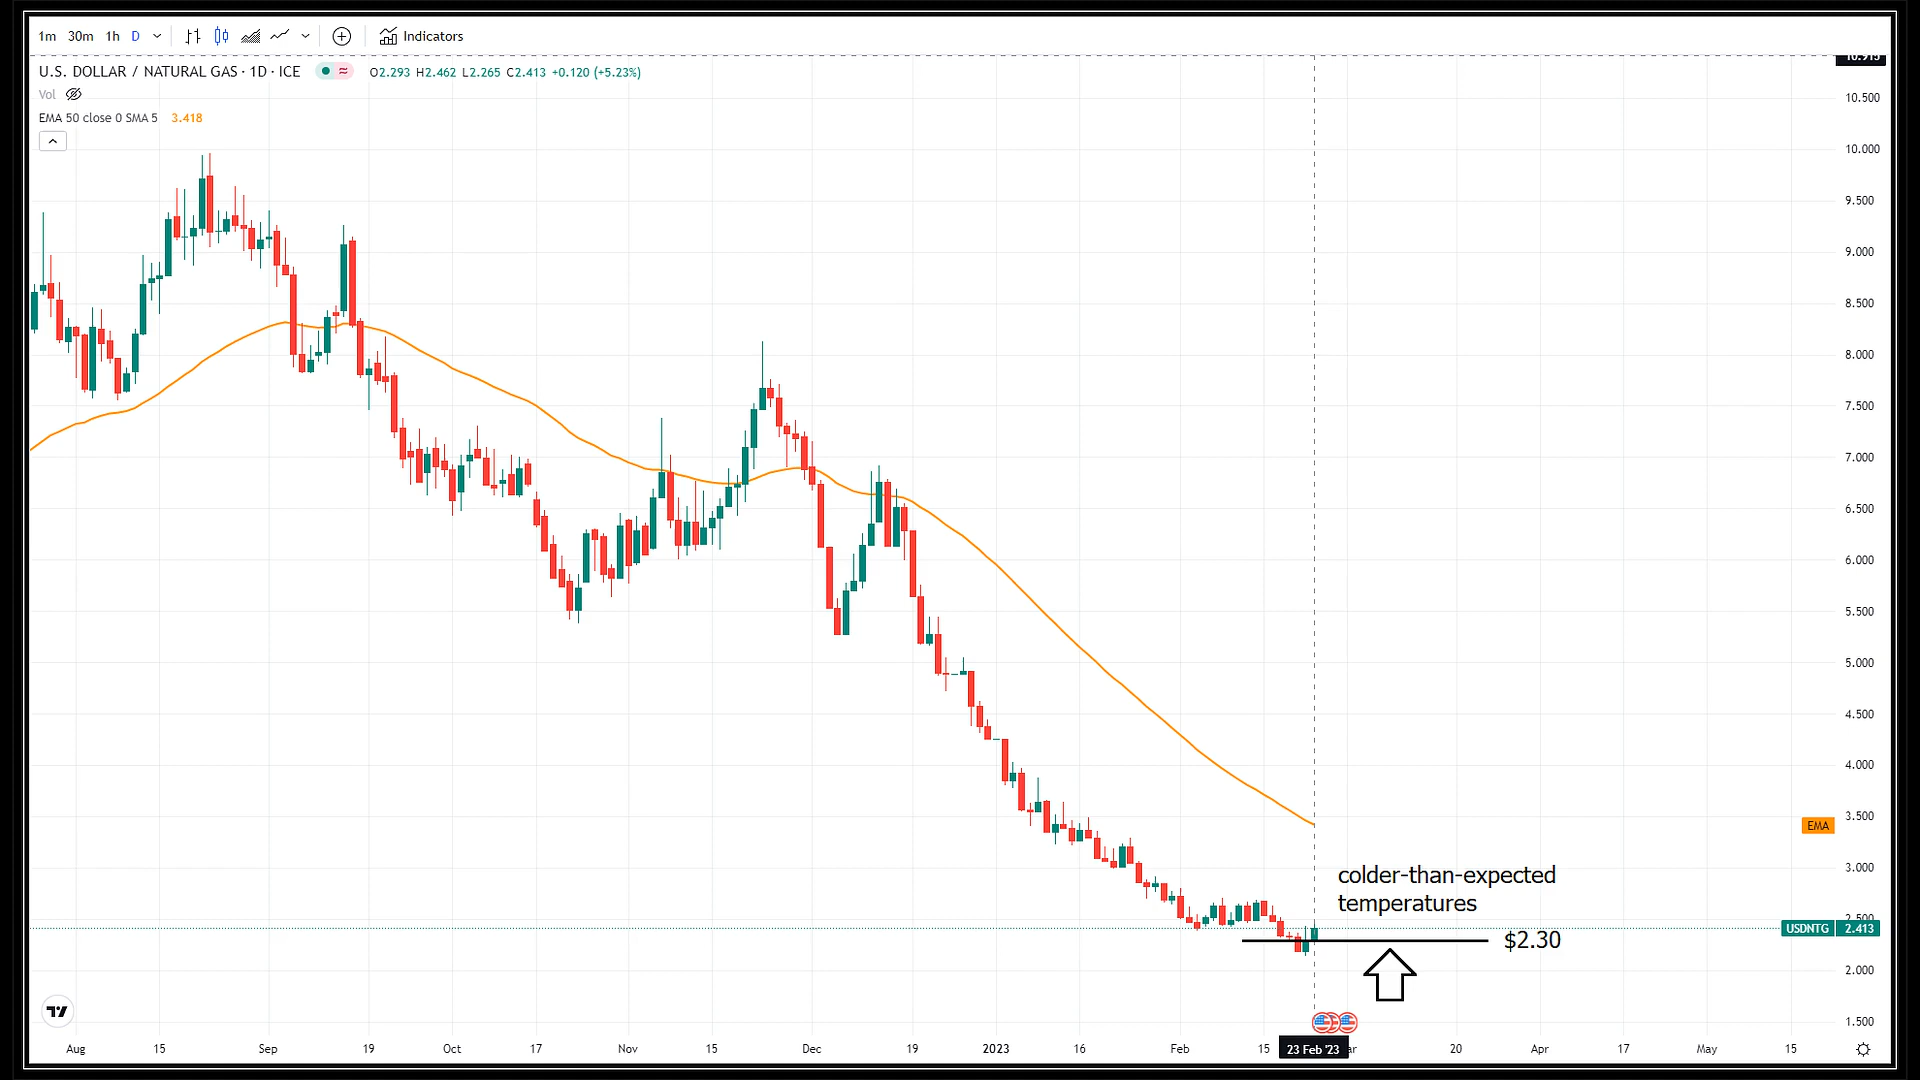 1m 30m 1h D Indicators
10.915
U.S. DOLLAR / NATURAL GAS · 1D · ICE ≈ O2.293 H2.462 L2.265 C2.413 +0.120 (+5.23%)
Vol
EMA 50 close 0 SMA 5 3.418
10.500
10.000
9.500
9.000
8.500
8.000
7.500
7.000
6.500
6.000
5.500
5.000
4.500
4.000
3.500
EMA
3.000
colder-than-expected
temperatures
2.500
USDNTG 2.413
$2.30
2.000
1.500
Aug 15 Sep 19 Oct 17 Nov 15 Dec 19 2023 16 Feb 15 23 Feb '23 ar 20 Apr 17 May 15